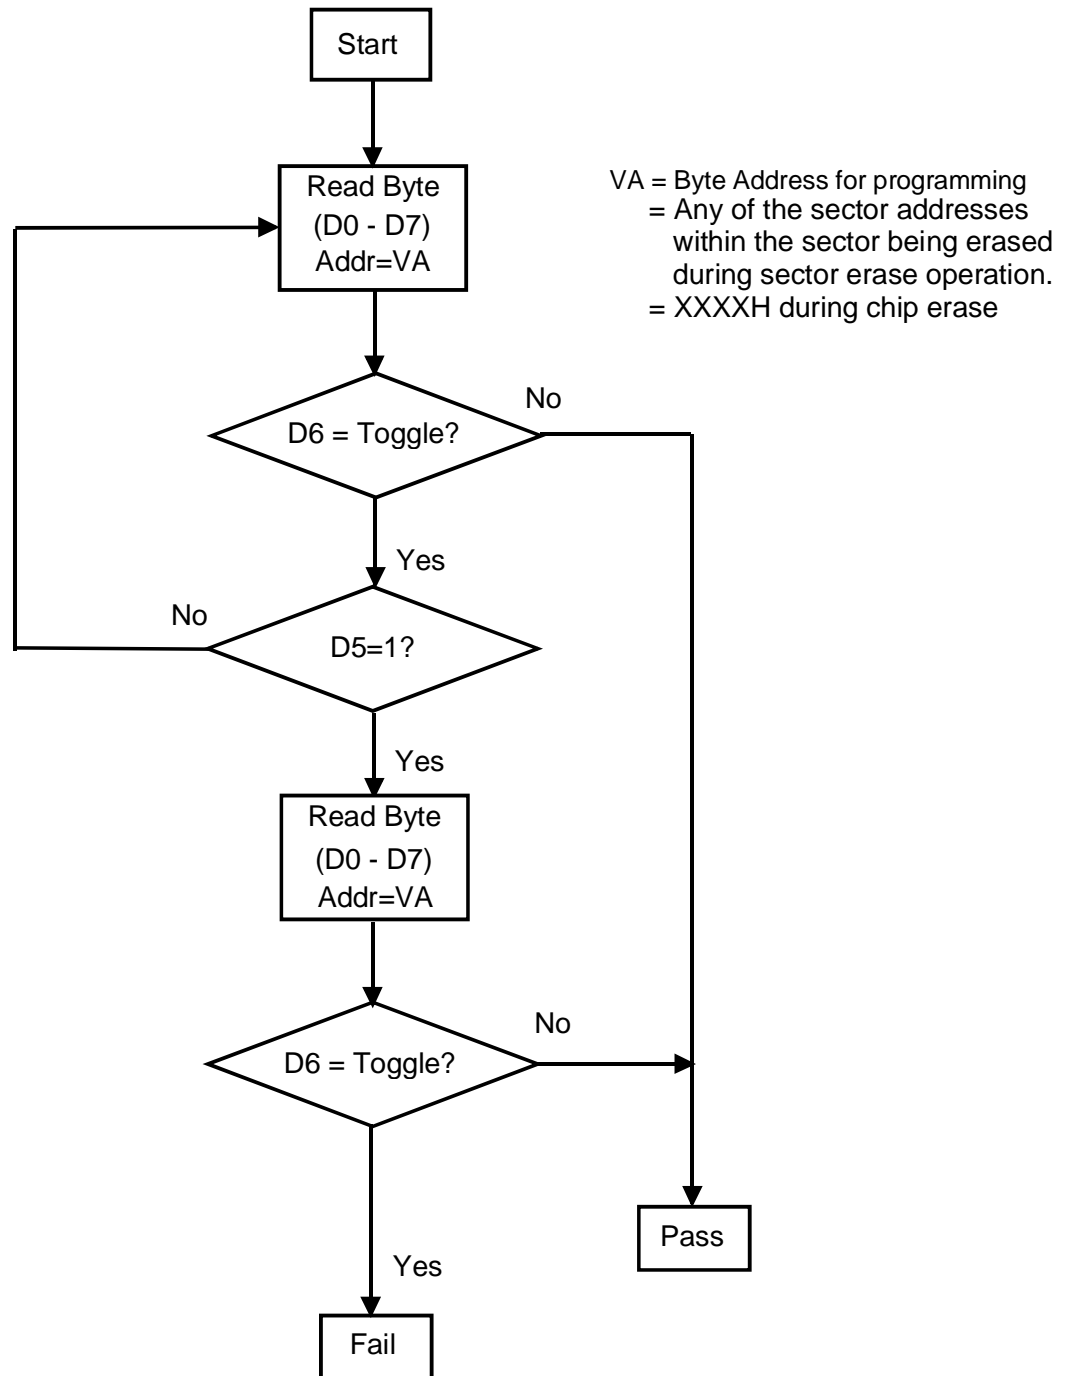 Start
Read Byte
(D0 - D7)
Addr=VA
VA = Byte Address for programming
= Any of the sector addresses
within the sector being erased
during sector erase operation.
= XXXXH during chip erase
No
D6 = Toggle?
Yes
No
D5=1?
Yes
Read Byte
(D0 - D7)
Addr=VA
No
D6 = Toggle?
Pass
Yes
Fail